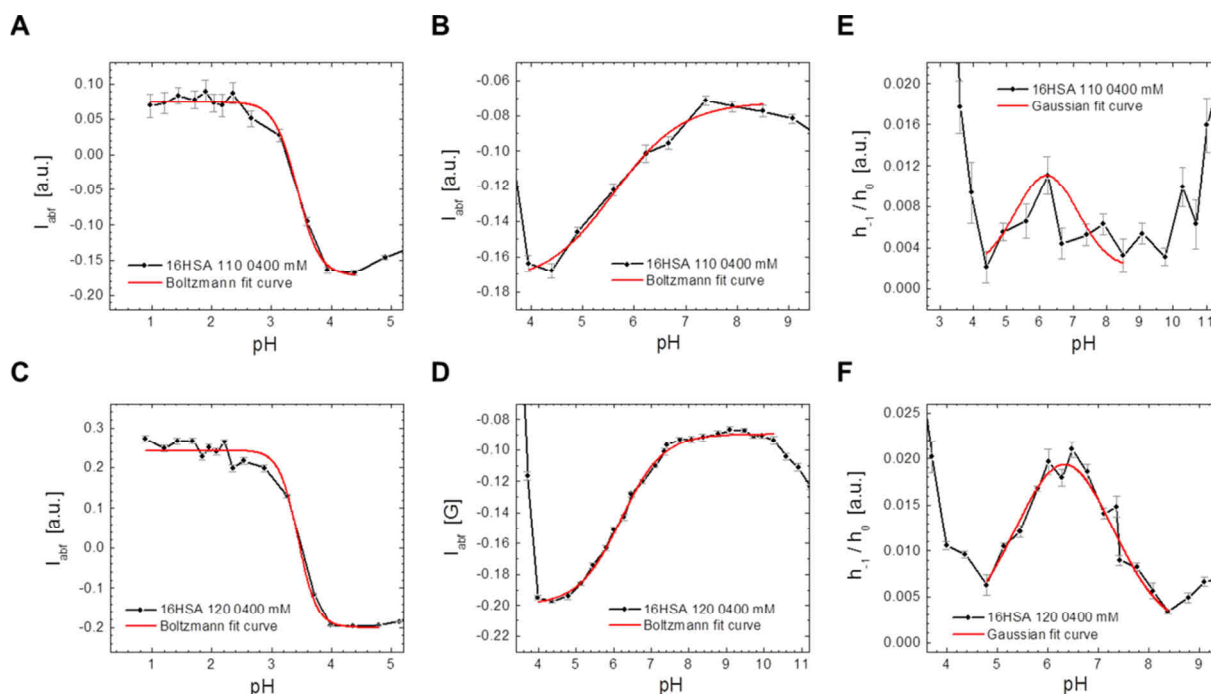 A
I_abf [a.u.]
0.10
0.05
0.00
-0.05
-0.10
-0.15
-0.20
16HSA 110 0400 mM
Boltzmann fit curve
1 2 3 4 5
pH
B
I_abf [a.u.]
-0.06
-0.08
-0.10
-0.12
-0.14
-0.16
-0.18
16HSA 110 0400 mM
Boltzmann fit curve
4 5 6 7 8 9
pH
E
h_-1 / h_0 [a.u.]
0.020
0.016
0.012
0.008
0.004
0.000
16HSA 110 0400 mM
Gaussian fit curve
3 4 5 6 7 8 9 10 11
pH
C
I_abf [a.u.]
0.3
0.2
0.1
0.0
-0.1
-0.2
16HSA 120 0400 mM
Boltzmann fit curve
1 2 3 4 5
pH
D
I_abf [G]
-0.08
-0.10
-0.12
-0.14
-0.16
-0.18
-0.20
-0.22
16HSA 120 0400 mM
Boltzmann fit curve
4 5 6 7 8 9 10 11
pH
F
h_-1 / h_0 [a.u.]
0.025
0.020
0.015
0.010
0.005
0.000
16HSA 120 0400 mM
Gaussian fit curve
4 5 6 7 8 9
pH